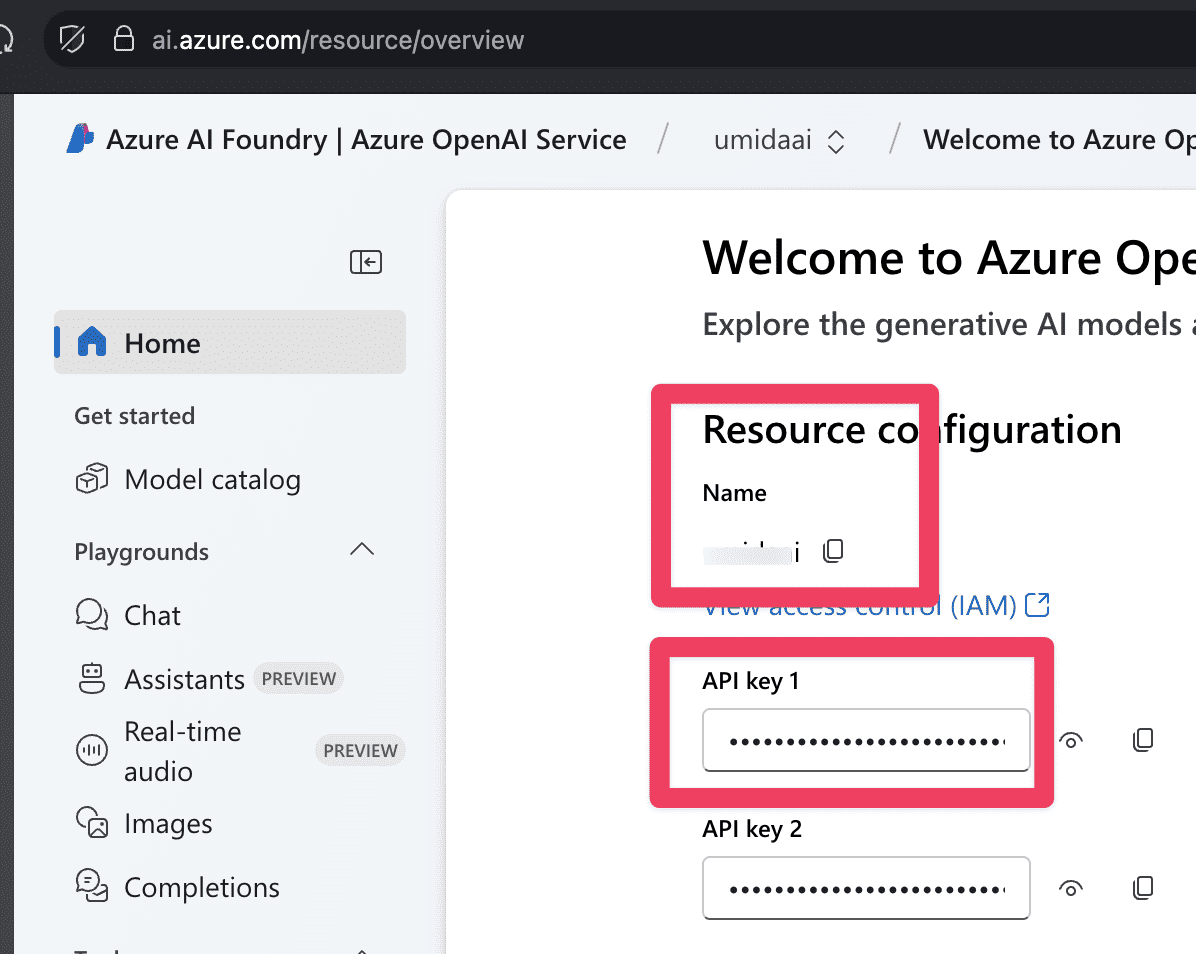 ai.azure.com/resource/overview
Azure AI Foundry | Azure OpenAI Service / umidaai / Welcome to Azure Op
Home
Get started
Model catalog
Playgrounds
Chat
Assistants PREVIEW
Real-time audio PREVIEW
Images
Completions
Welcome to Azure Ope
Explore the generative AI models a
Resource configuration
Name
View access control (IAM)
API key 1
••••••••••••••••••••••••••
API key 2
••••••••••••••••••••••••••